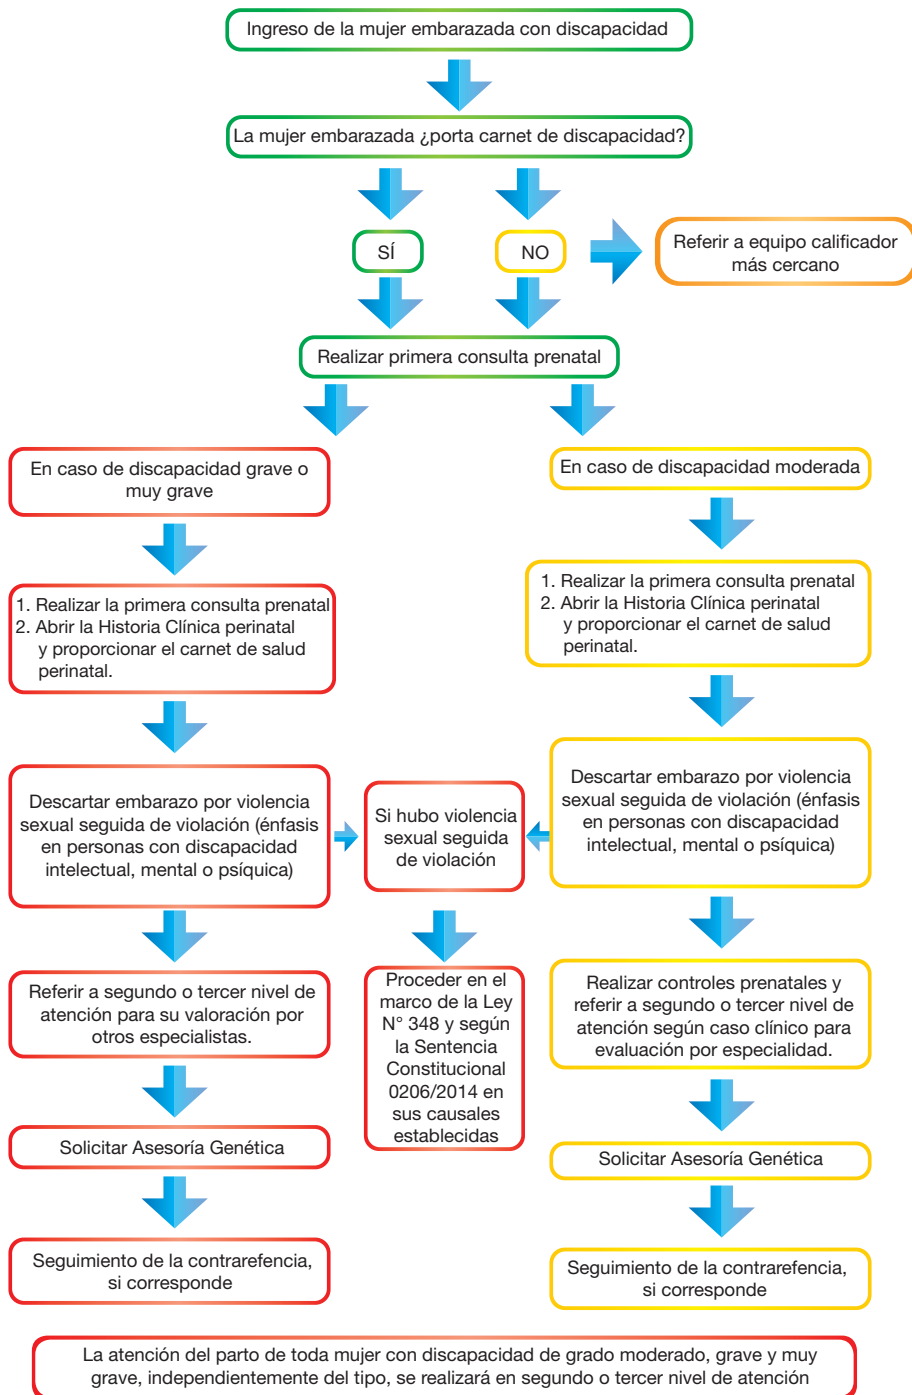 Ingreso de la mujer embarazada con discapacidad
La mujer embarazada ¿porta carnet de discapacidad?
SÍ
NO
Referir a equipo calificador
más cercano
Realizar primera consulta prenatal
En caso de discapacidad grave o
muy grave
En caso de discapacidad moderada
1. Realizar la primera consulta prenatal
2. Abrir la Historia Clínica perinatal
y proporcionar el carnet de salud
perinatal.
1. Realizar la primera consulta prenatal
2. Abrir la Historia Clínica perinatal
y proporcionar el carnet de salud
perinatal.
Descartar embarazo por violencia
sexual seguida de violación (énfasis
en personas con discapacidad
intelectual, mental o psíquica)
Si hubo violencia
sexual seguida
de violación
Descartar embarazo por violencia
sexual seguida de violación (énfasis
en personas con discapacidad
intelectual, mental o psíquica)
Referir a segundo o tercer nivel de
atención para su valoración por
otros especialistas.
Proceder en el
marco de la Ley
N° 348 y según
la Sentencia
Constitucional
0206/2014 en
sus causales
establecidas
Realizar controles prenatales y
referir a segundo o tercer nivel de
atención según caso clínico para
evaluación por especialidad.
Solicitar Asesoría Genética
Solicitar Asesoría Genética
Seguimiento de la contrarefencia,
si corresponde
Seguimiento de la contrarefencia,
si corresponde
La atención del parto de toda mujer con discapacidad de grado moderado, grave y muy
grave, independientemente del tipo, se realizará en segundo o tercer nivel de atención